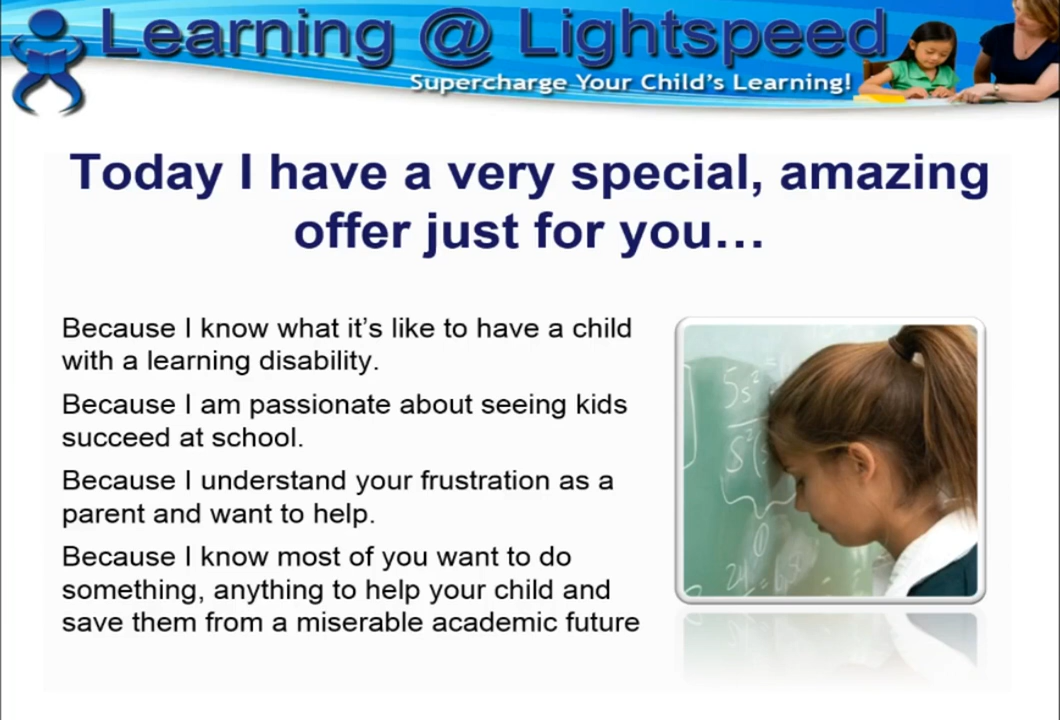 Learning @ Lightspeed
Supercharge Your Child's Learning!
Today I have a very special, amazing
offer just for you…
Because I know what it's like to have a child
with a learning disability.
Because I am passionate about seeing kids
succeed at school.
Because I understand your frustration as a
parent and want to help.
Because I know most of you want to do
something, anything to help your child and
save them from a miserable academic future